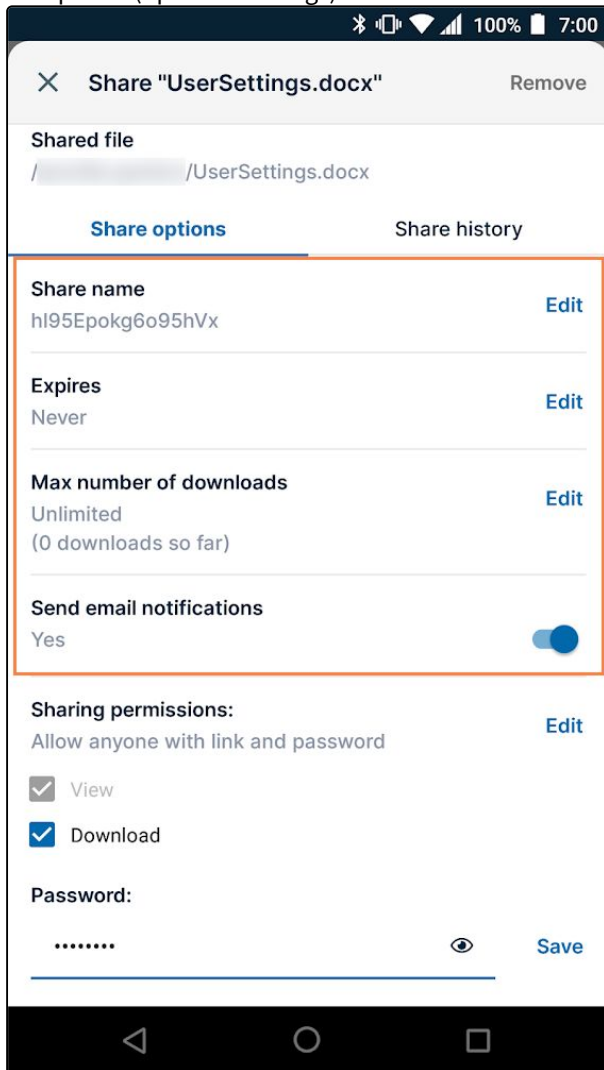 100% 7:00
Share "UserSettings.docx" Remove
Shared file
/ /UserSettings.docx
Share options Share history
Share name
Edit
hI95Epokg6o95hVx
Expires
Edit
Never
Max number of downloads
Edit
Unlimited
(0 downloads so far)
Send email notifications
Yes
Sharing permissions:
Edit
Allow anyone with link and password
View
Download
Password:
•••••••• Save